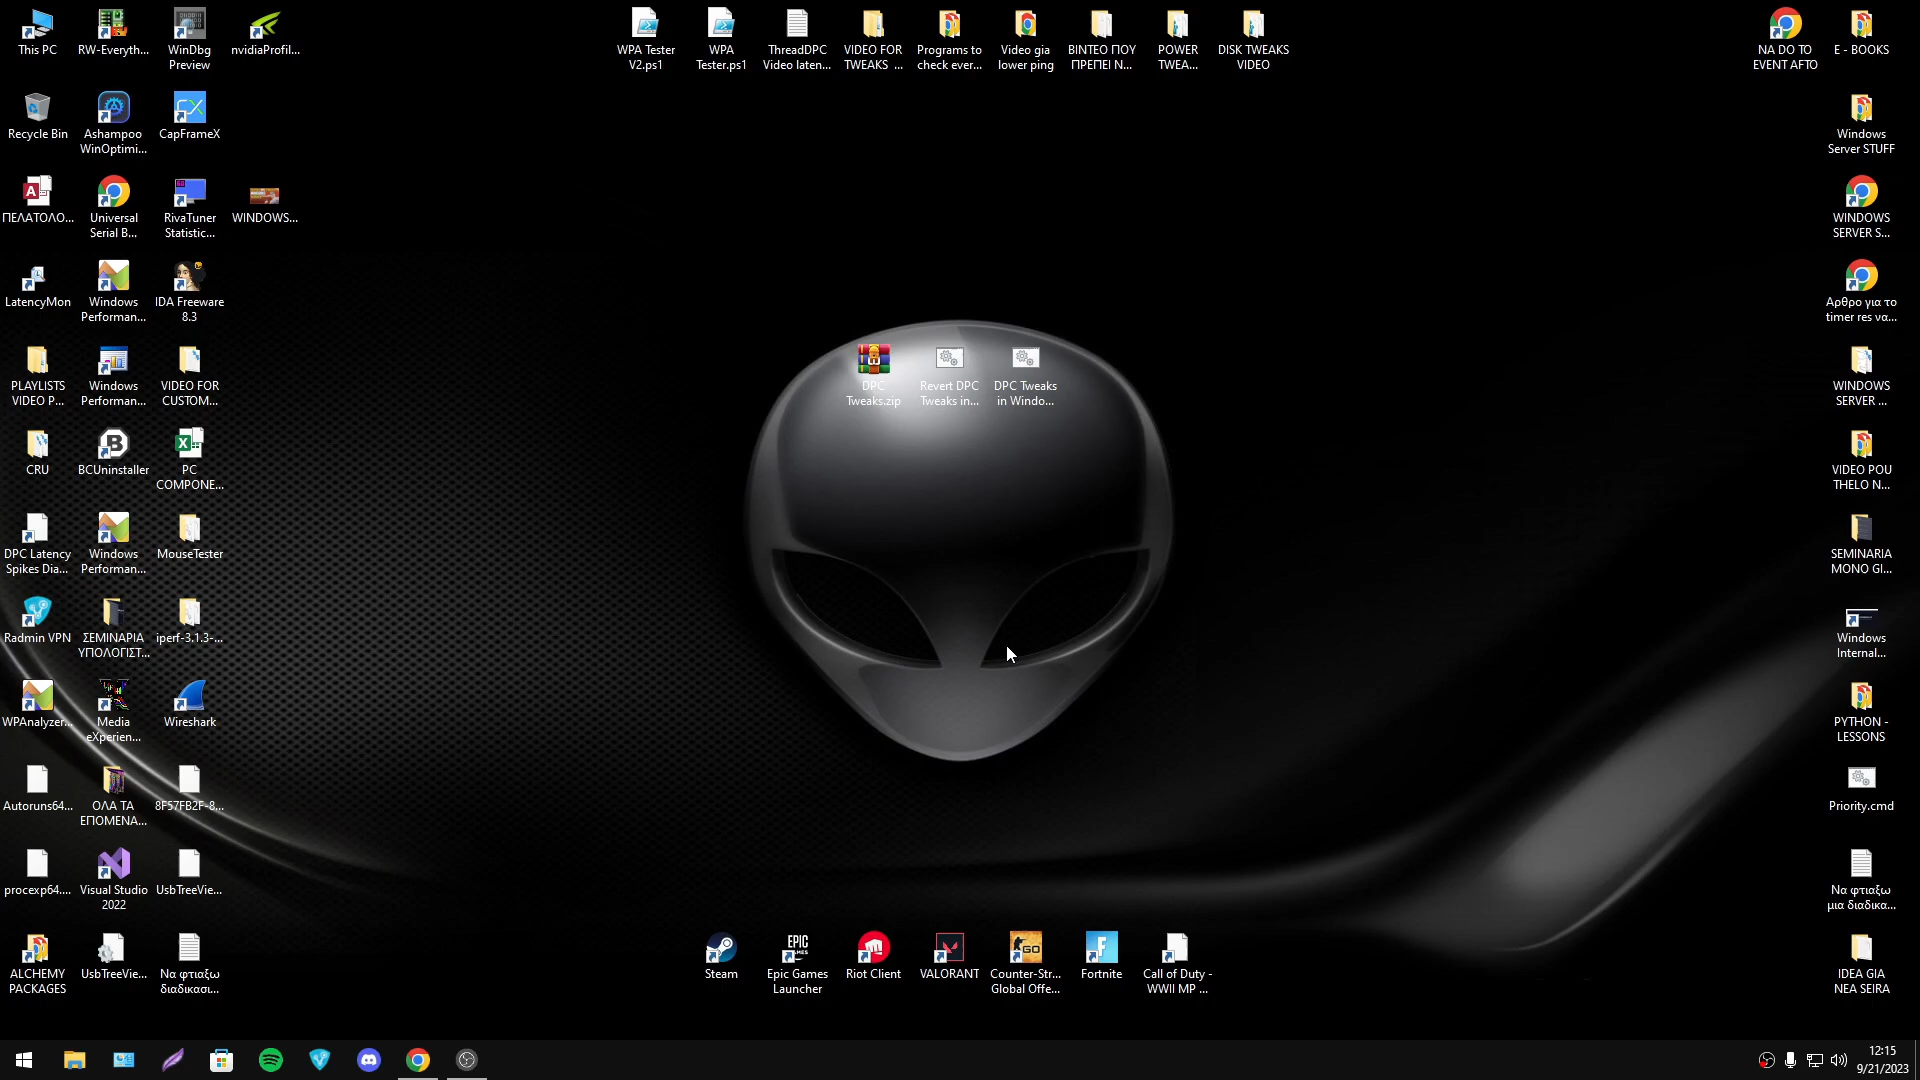 This PC
RW-Everyth...
WinDbg
Preview
nvidiaProfil...
WPA Tester
V2.ps1
WPA
Tester.ps1
ThreadDPC
Video laten...
VIDEO FOR
TWEAKS ...
Programs to
check ever...
Video gia
lower ping
ΒΙΝΤΕΟ ΠΟΥ
ΠΡΕΠΕΙ Ν...
POWER
TWEA...
DISK TWEAKS
VIDEO
NA DO TO
EVENT AFTO
E - BOOKS
Recycle Bin
Ashampoo
WinOptimi...
CapFrameX
Windows
Server STUFF
ΠΕΛΑΤΟΛΟ...
Universal
Serial B...
RivaTuner
Statistic...
WINDOWS...
WINDOWS
SERVER S...
LatencyMon
Windows
Performan...
IDA Freeware
8.3
Αρθρο για το
timer res να...
PLAYLISTS
VIDEO P...
Windows
Performan...
VIDEO FOR
CUSTOM...
DPC
Tweaks.zip
Revert DPC
Tweaks in...
DPC Tweaks
in Windo...
WINDOWS
SERVER ...
CRU
BCUninstaller
PC
COMPONE...
VIDEO POU
THELO N...
DPC Latency
Spikes Dia...
Windows
Performan...
MouseTester
SEMINARIA
MONO GI...
Radmin VPN
ΣΕΜΙΝΑΡΙΑ
ΥΠΟΛΟΓΙΣΤ...
iperf-3.1.3-...
Windows
Internal...
WPAnalyzer...
Media
eXperien...
Wireshark
PYTHON -
LESSONS
Autoruns64...
ΟΛΑ ΤΑ
ΕΠΟΜΕΝΑ...
8F57FB2F-8...
Priority.cmd
procexp64....
Visual Studio
2022
UsbTreeVie...
Να φτιαξω
μια διαδικα...
ALCHEMY
PACKAGES
UsbTreeVie...
Να φτιαξω
διαδικασι...
Steam
EPIC
GAMES
Epic Games
Launcher
Riot Client
VALORANT
GO
Counter-Str...
Global Offe...
Fortnite
Call of Duty -
WWII MP ...
IDEA GIA
NEA SEIRA
12:15
9/21/2023